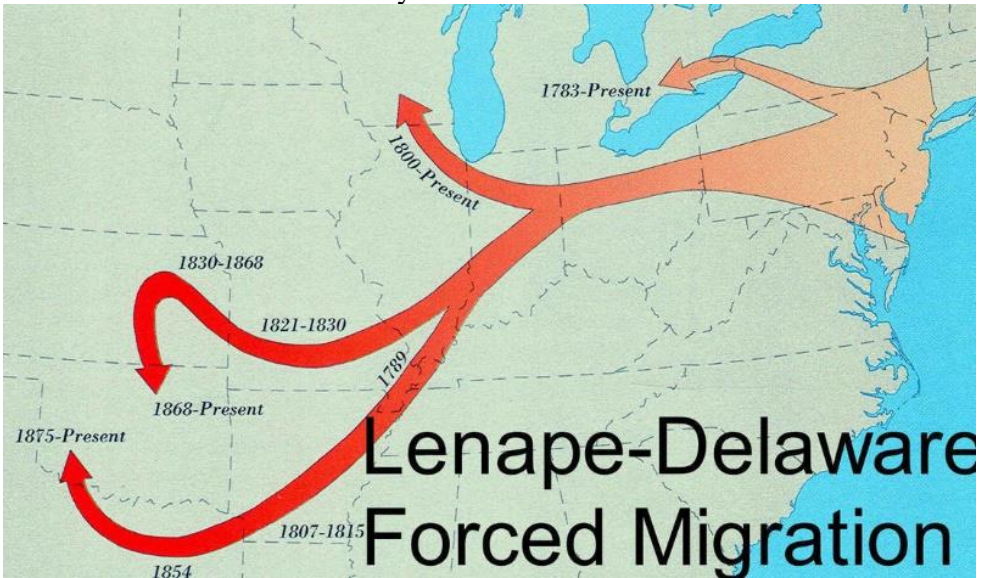 1783-Present
1800-Present
1830-1868
1821-1830
1789
1868-Present
1875-Present
Lenape-Delaware
Forced Migration
1807-1815
1854